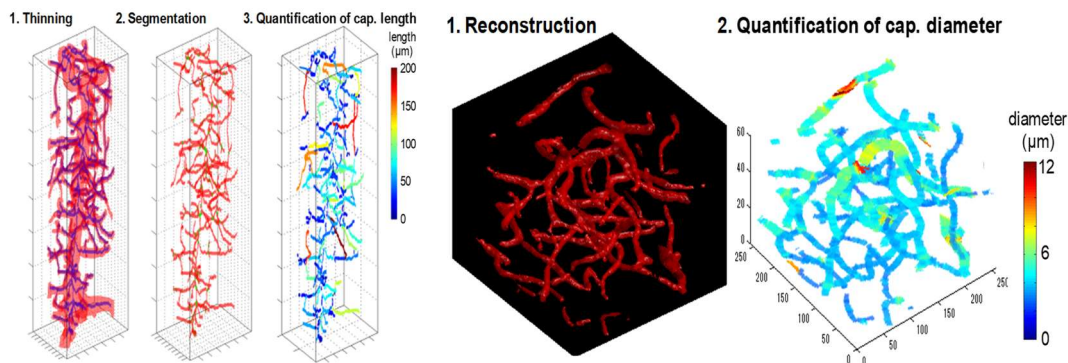 1. Thinning
2. Segmentation
3. Quantification of cap. length
length
(µm)
200
150
100
50
0
1. Reconstruction
2. Quantification of cap. diameter
60
40
20
0
250
200
150
100
50
0
0
50
100
150
200
250
diameter
(µm)
12
6
0